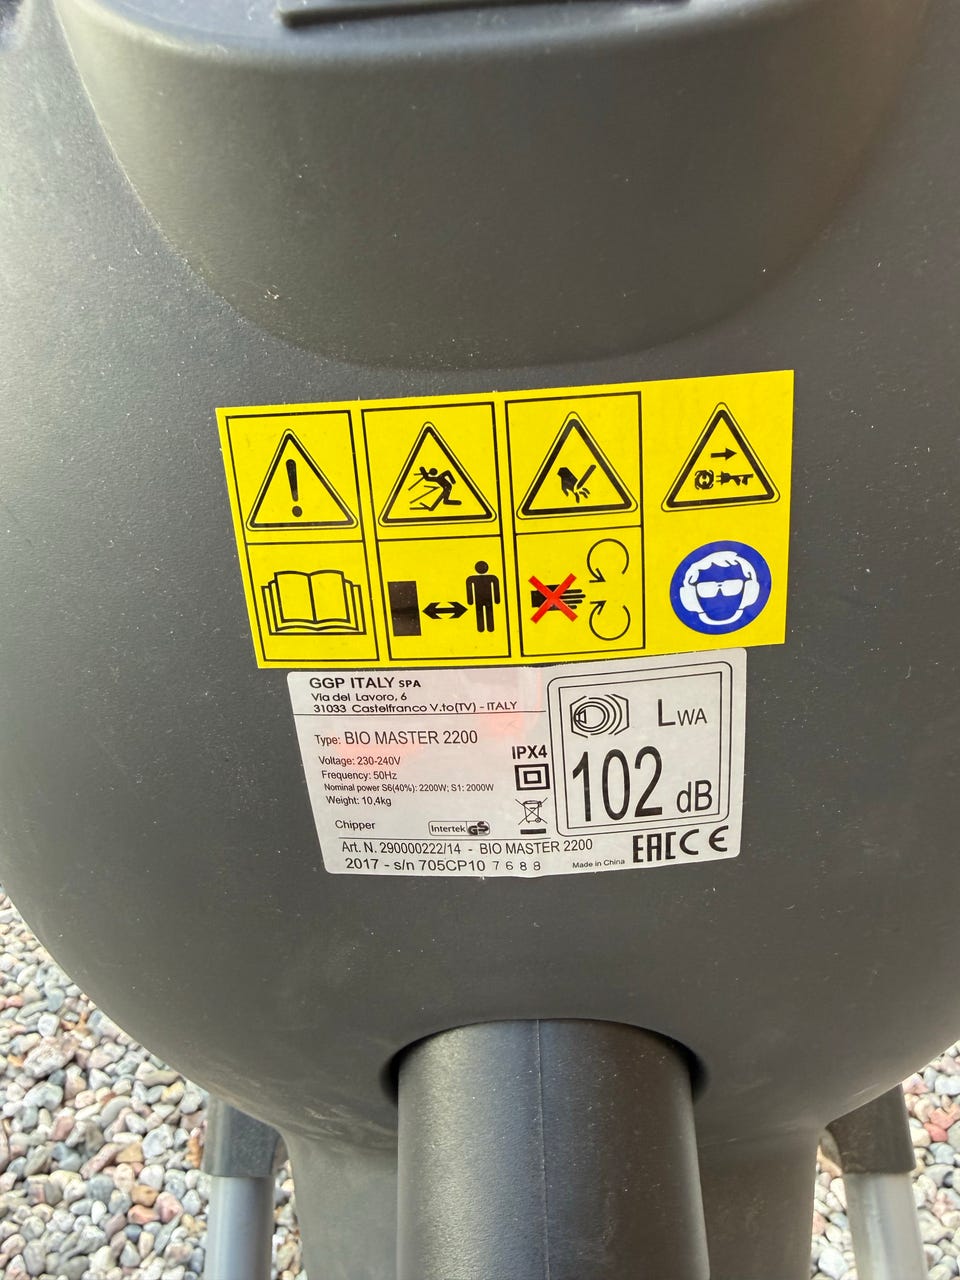 GGP ITALY SPA
Via del Lavoro, 6
31033 Castelfranco V.to(TV) - ITALY
Type: BIO MASTER 2200
Voltage: 230-240V
Frequency: 50Hz
Nominal power S6(40%): 2200W; S1: 2000W
Weight: 10,4kg
IPX4
LWA
102 dB
Chipper
Intertek GS
Art. N. 290000222/14 - BIO MASTER 2200
2017 - s/n 705CP10 7688
Made in China
EAC CE